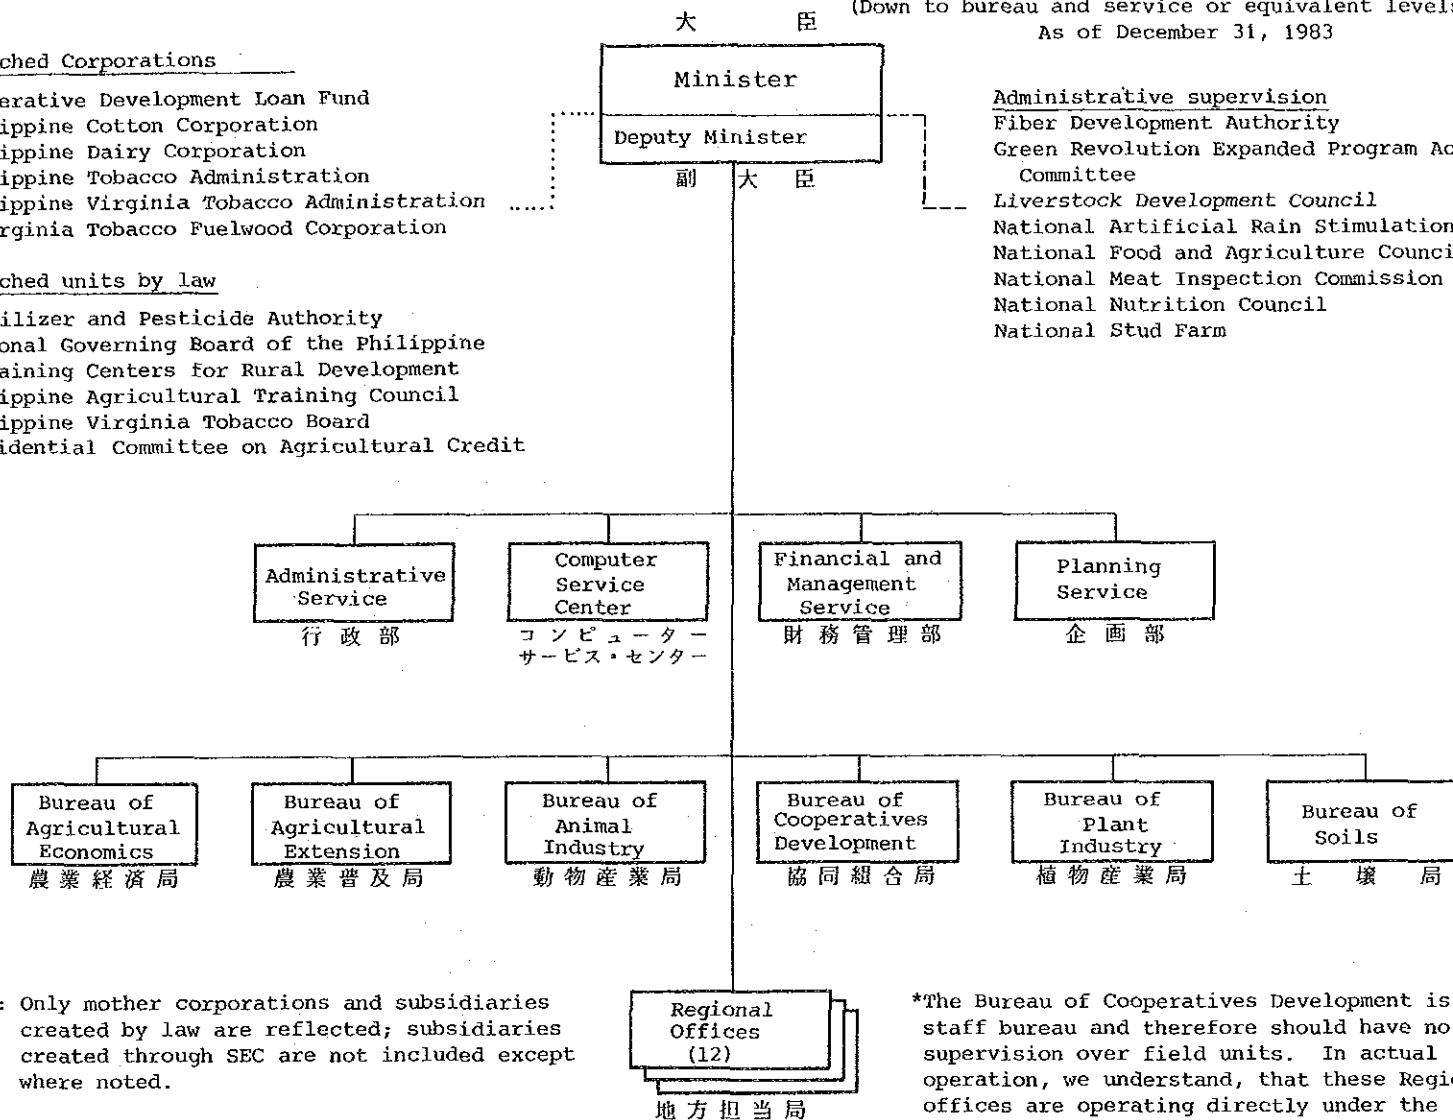 大 臣
(Down to bureau and service or equivalent levels
As of December 31, 1983
Minister
Deputy Minister
副 大 臣
ched Corporations
erative Development Loan Fund
ippine Cotton Corporation
ippine Dairy Corporation
ippine Tobacco Administration
ippine Virginia Tobacco Administration
rginia Tobacco Fuelwood Corporation
ched units by law
ilizer and Pesticide Authority
onal Governing Board of the Philippine
aining Centers for Rural Development
ippine Agricultural Training Council
ippine Virginia Tobacco Board
idential Committee on Agricultural Credit
Administrative supervision
Fiber Development Authority
Green Revolution Expanded Program Ac
Committee
Liverstock Development Council
National Artificial Rain Stimulation
National Food and Agriculture Counci
National Meat Inspection Commission
National Nutrition Council
National Stud Farm
Administrative
Service
行 政 部
Computer
Service
Center
コ ン ピ ュ ー タ ー
サ ー ビ ス ・ セ ン タ ー
Financial and
Management
Service
財 務 管 理 部
Planning
Service
企 画 部
Bureau of
Agricultural
Economics
農 業 経 済 局
Bureau of
Agricultural
Extension
農 業 普 及 局
Bureau of
Animal
Industry
動 物 産 業 局
Bureau of
Cooperatives
Development
協 同 組 合 局
Bureau of
Plant
Industry
植 物 産 業 局
Bureau of
Soils
土 壌 局
: Only mother corporations and subsidiaries
created by law are reflected; subsidiaries
created through SEC are not included except
where noted.
Regional
Offices
(12)
地 方 担 当 局
*The Bureau of Cooperatives Development is
staff bureau and therefore should have no
supervision over field units. In actual
operation, we understand, that these Regi
offices are operating directly under the